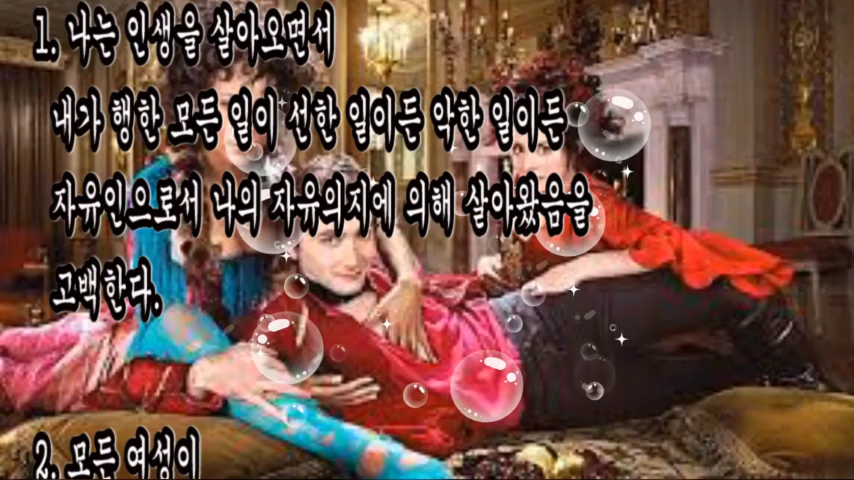 1. 나는 인생을 살아오면서
내가 행한 모든 일이 선한 일이든 악한 일이든
자유인으로서 나의 자유의지에 의해 살아왔음을
고백한다.
2. 모든 여성이